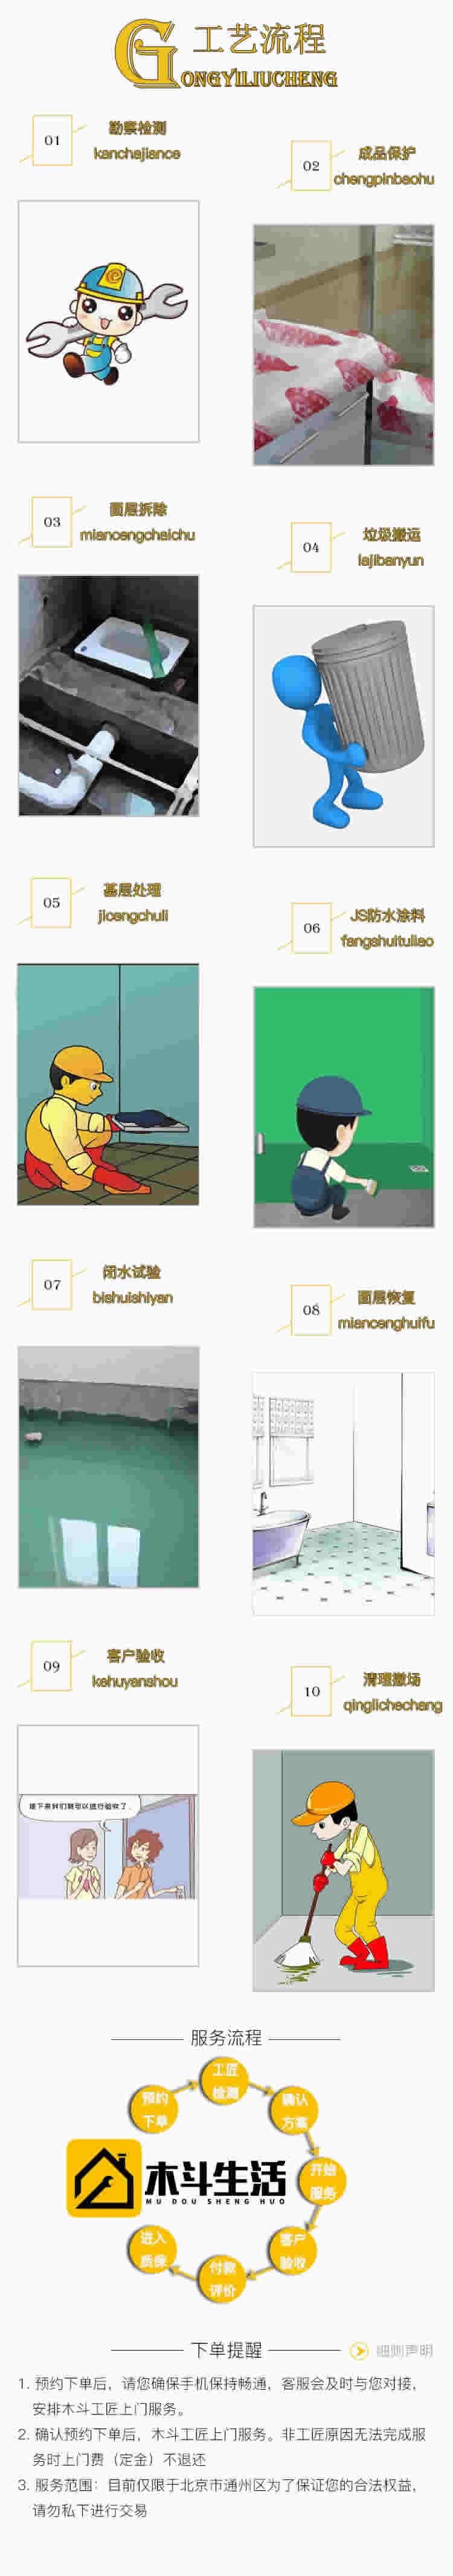 工艺流程
GONGYILIUCHENG
01
勘察检测
kanchajiance
02
成品保护
chengpinbaohu
03
面层拆除
miancengchaichu
04
垃圾搬运
lajibanyun
05
基层处理
jicengchuli
06
JS防水涂料
fangshuituliao
07
闭水试验
bishuishiyan
08
面层恢复
miancenghuifu
09
客户验收
kehuyanshou
10
清理撤场
qinglichechang
接下来我们就可以进行验收了。
服务流程
预约
下单
工匠
检测
确认
方案
开始
服务
客户
验收
付款
评价
进入
质保
木斗生活
MU DOU SHENG HUO
下单提醒
细则声明
1. 预约下单后，请您确保手机保持畅通，客服会及时与您对接，
安排木斗工匠上门服务。
2. 确认预约下单后，木斗工匠上门服务。非工匠原因无法完成服
务时上门费（定金）不退还
3. 服务范围：目前仅限于北京市通州区为了保证您的合法权益，
请勿私下进行交易